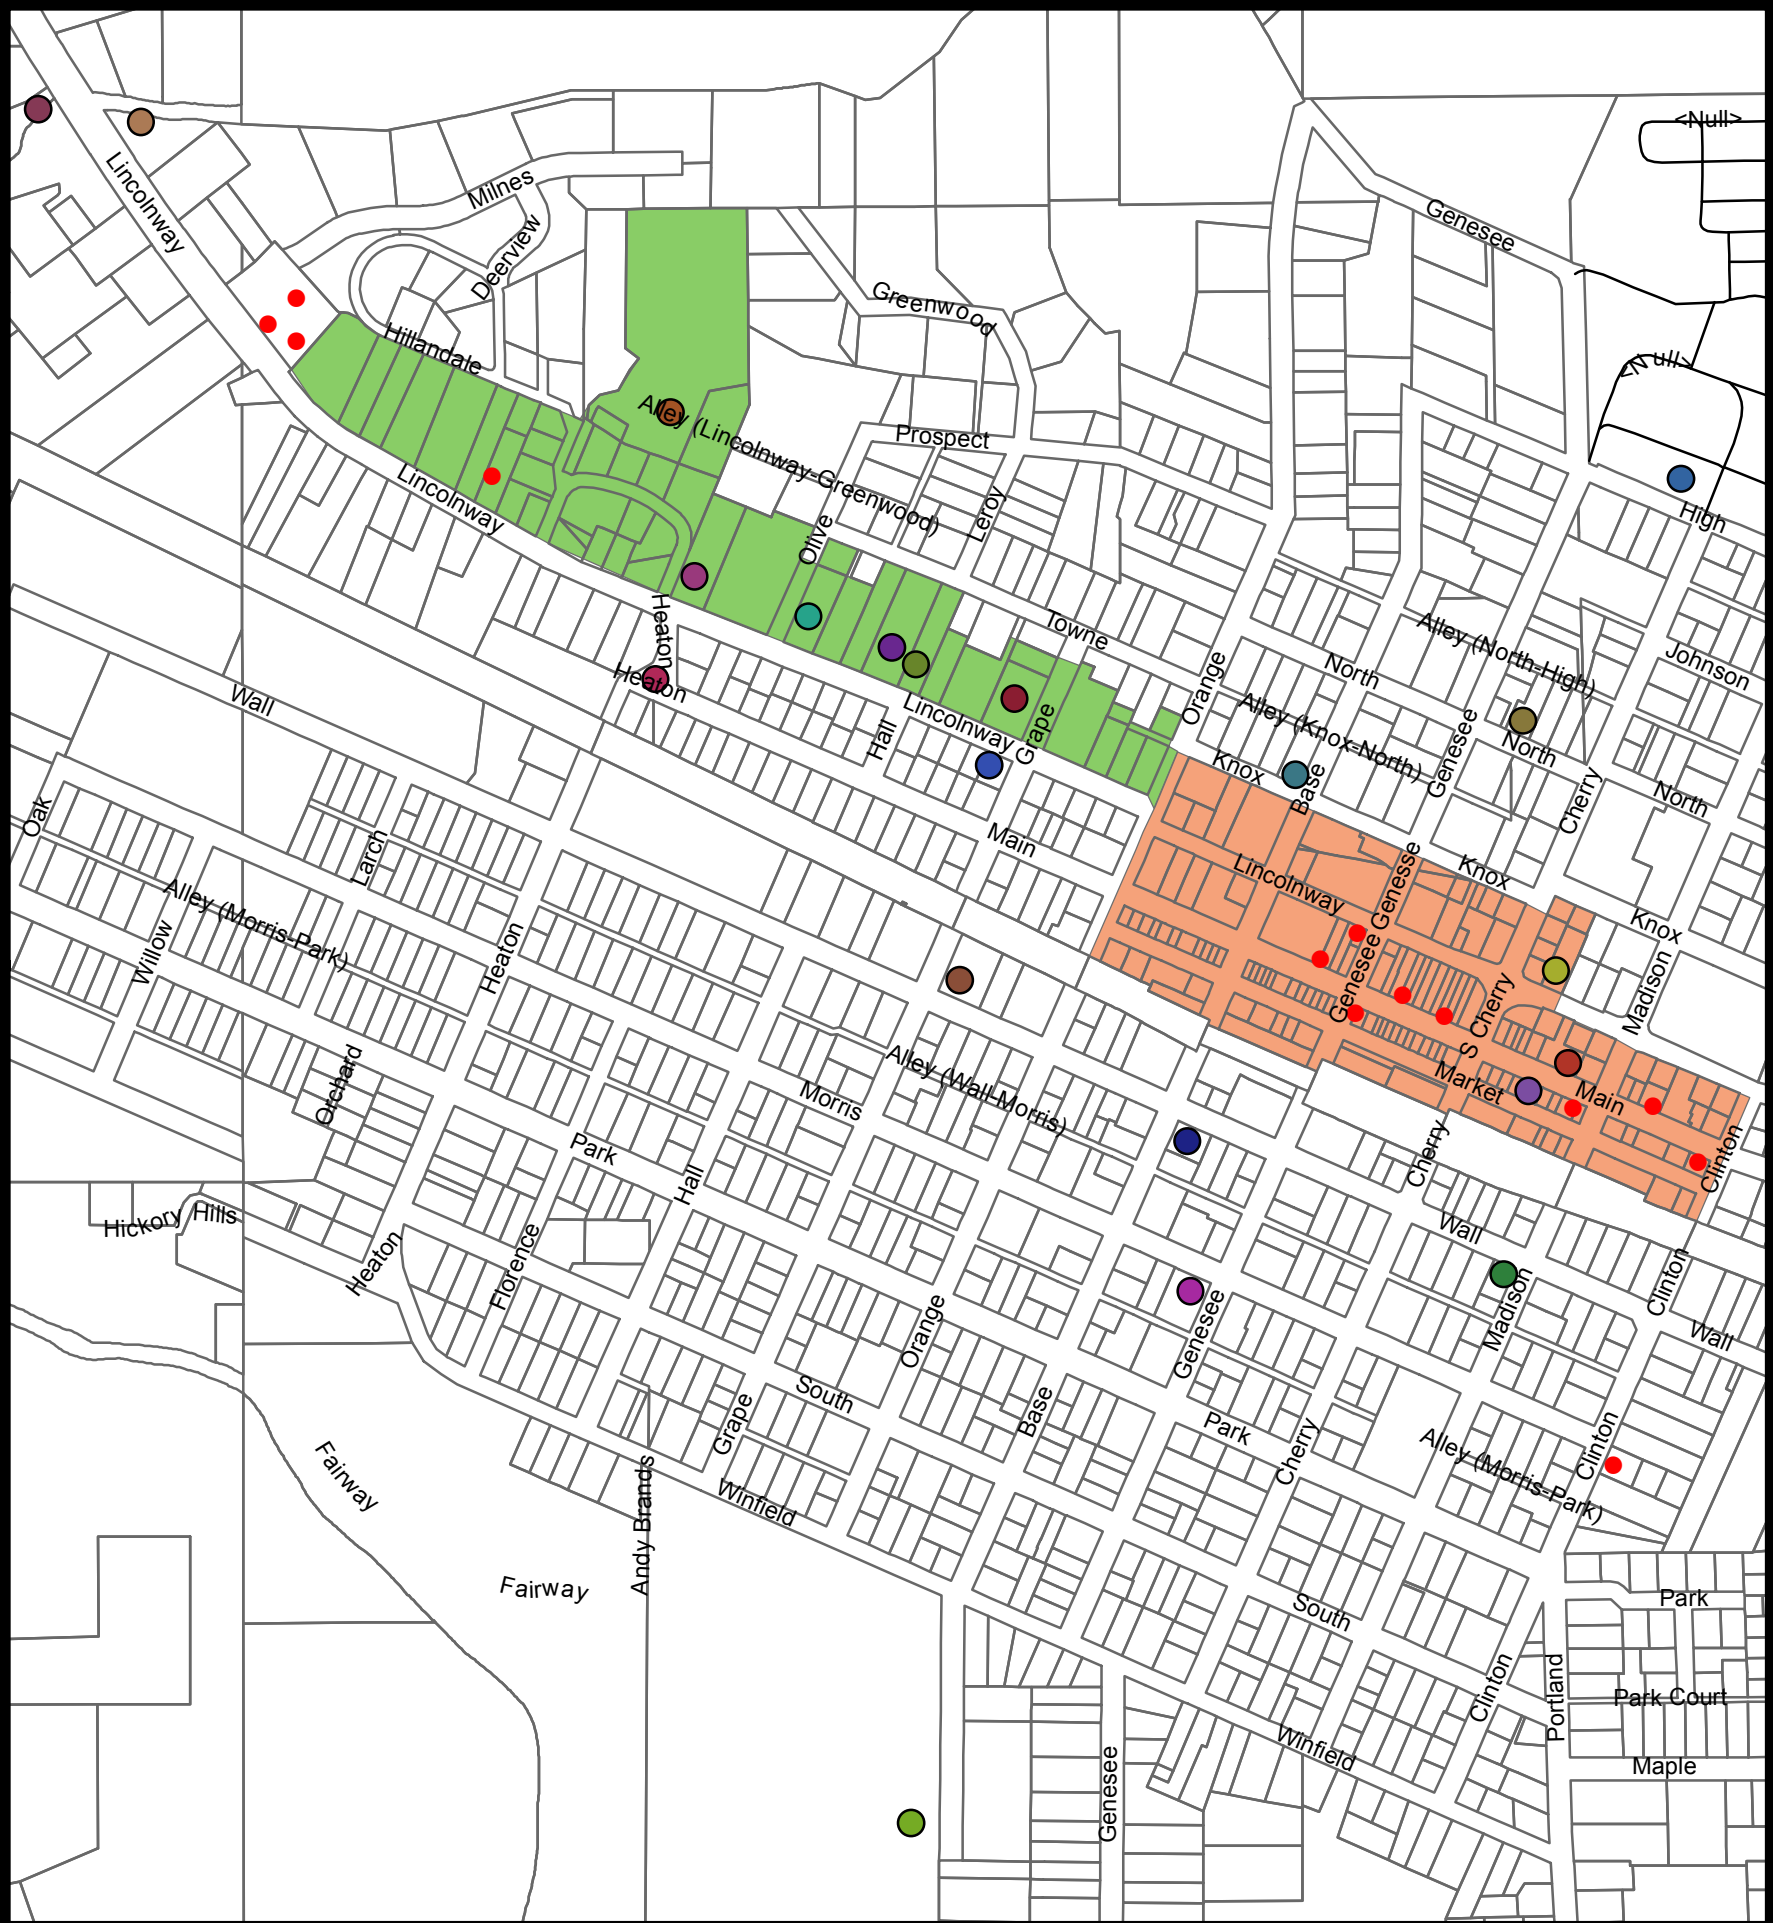 <Null>
Lincolnway
Milnes
Genesee
Deerview
Greenwood
Hillandale
<Null>
Alley (Lincolnway-Greenwood)
Prospect
Lincolnway
Leroy
High
Olive
Heaton
Towne
Alley (North-High)
Johnson
Heaton
North
Orange
Wall
Alley (Knox-North)
Lincolnway
Grape
Hall
Genesee
North
Knox
Base
Cherry
North
Oak
Main
Larch
Lincolnway
Genesse
Knox
Alley (Morris-Park)
Knox
Willow
Heaton
Genesee
S Cherry
Madison
Orchard
Alley (Wall-Morris)
Market
Main
Morris
Park
Cherry
Clinton
Hall
Hickory Hills
Wall
Heaton
Florence
Madison
Clinton
Orange
Genesee
Wall
South
Grape
Base
Park
Cherry
Alley (Morris-Park)
Clinton
Fairway
Winfield
Andy Brands
Fairway
South
Park
Clinton
Portland
Park Court
Winfield
Genesee
Maple